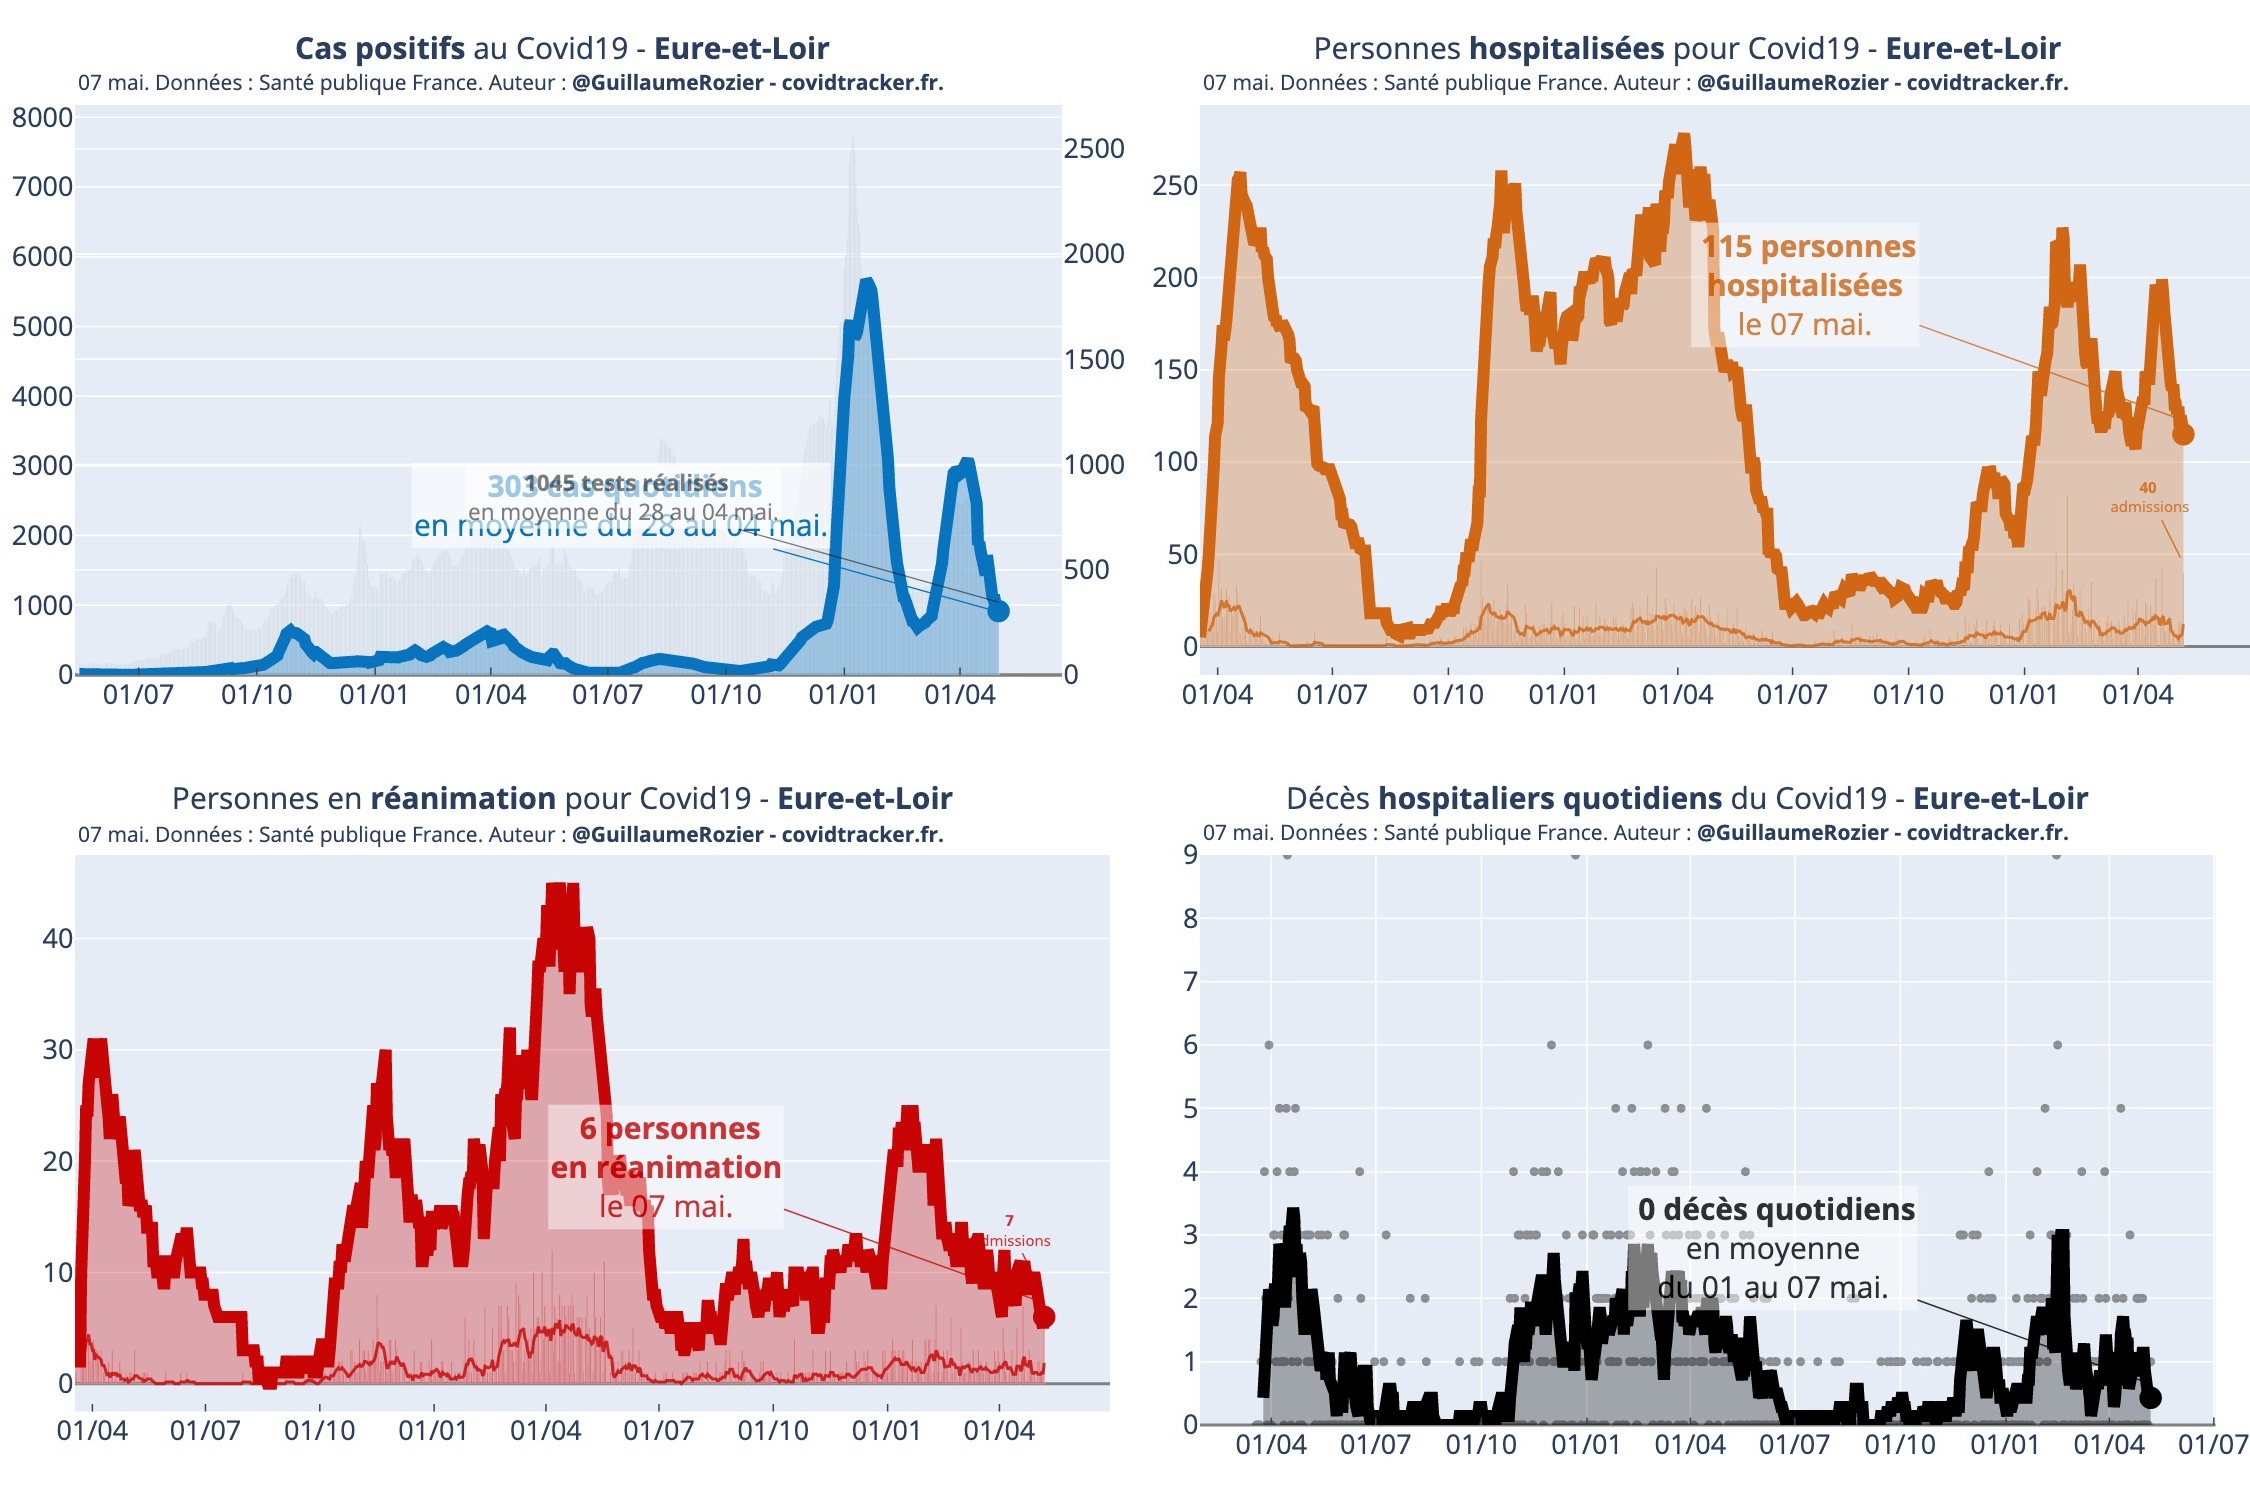 Cas positifs au Covid19 - Eure-et-Loir
07 mai. Données : Santé publique France. Auteur : @GuillaumeRozier - covidtracker.fr.
8000
7000
6000
5000
4000
3000
2000
1000
0
2500
2000
1500
1000
500
0
303 cas quotidiens
en moyenne du 28 au 04 mai.
1045 tests réalisés
en moyenne du 28 au 04 mai.
01/07 01/10 01/01 01/04 01/07 01/10 01/01 01/04
Personnes hospitalisées pour Covid19 - Eure-et-Loir
07 mai. Données : Santé publique France. Auteur : @GuillaumeRozier - covidtracker.fr.
250
200
150
100
50
0
115 personnes
hospitalisées
le 07 mai.
40
admissions
01/04 01/07 01/10 01/01 01/04 01/07 01/10 01/01 01/04
Personnes en réanimation pour Covid19 - Eure-et-Loir
07 mai. Données : Santé publique France. Auteur : @GuillaumeRozier - covidtracker.fr.
40
30
20
10
0
6 personnes
en réanimation
le 07 mai.
7
admissions
01/04 01/07 01/10 01/01 01/04 01/07 01/10 01/01 01/04
Décès hospitaliers quotidiens du Covid19 - Eure-et-Loir
07 mai. Données : Santé publique France. Auteur : @GuillaumeRozier - covidtracker.fr.
9
8
7
6
5
4
3
2
1
0
0 décès quotidiens
en moyenne
du 01 au 07 mai.
01/04 01/07 01/10 01/01 01/04 01/07 01/10 01/01 01/04 01/07